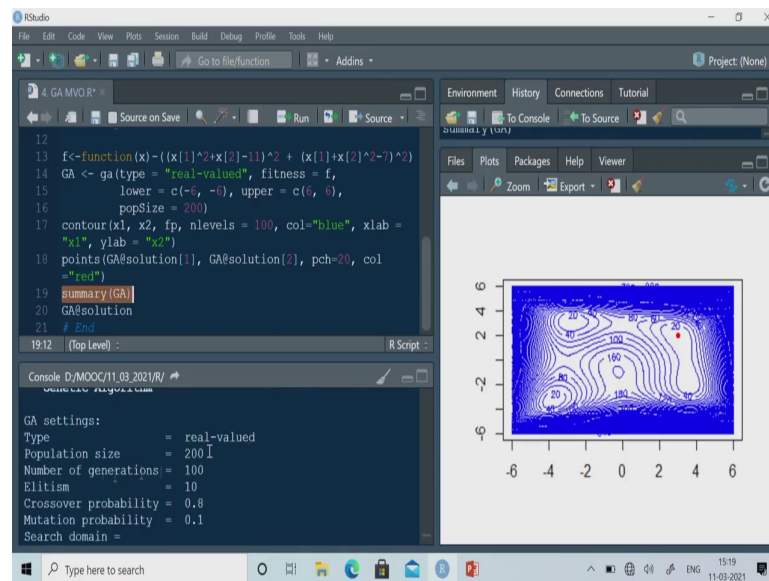 RStudio
File Edit Code View Plots Session Build Debug Profile Tools Help
Go to file/function Addins Project: (None)
4. GA MVO.R*
Source on Save Run Source
12
13 f<-function(x)-((x[1]^2+x[2]-11)^2 + (x[1]+x[2]^2-7)^2)
14 GA <- ga(type = "real-valued", fitness = f,
15 lower = c(-6, -6), upper = c(6, 6),
16 popSize = 200)
17 contour(x1, x2, fp, nlevels = 100, col="blue", xlab =
"x1", ylab = "x2")
18 points(GA@solution[1], GA@solution[2], pch=20, col
="red")
19 summary(GA)
20 GA@solution
21 # End
19:12 (Top Level) R Script
Console D:/MOOC/11_03_2021/R/
Genetic Algorithm
GA settings:
Type = real-valued
Population size = 200
Number of generations = 100
Elitism = 10
Crossover probability = 0.8
Mutation probability = 0.1
Search domain =
Environment History Connections Tutorial
To Console To Source
summary(GA)
Files Plots Packages Help Viewer
Zoom Export
6
4
2
-2
-6
20
40
20
100
160
80
20
180
-6 -4 -2 0 2 4 6
Type here to search
ENG
15:19
11-03-2021